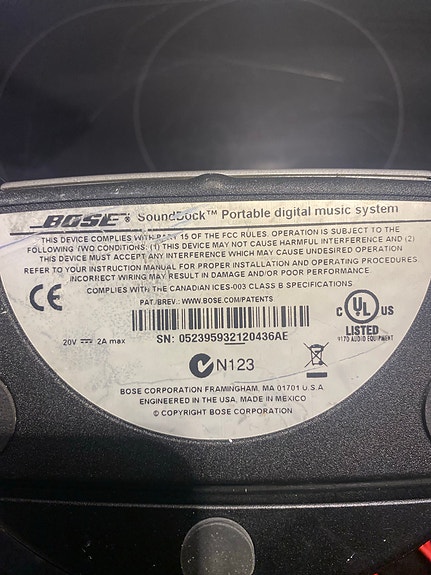 BOSE® SoundDock™ Portable digital music system
THIS DEVICE COMPLIES WITH PART 15 OF THE FCC RULES. OPERATION IS SUBJECT TO THE
FOLLOWING TWO CONDITIONS: (1) THIS DEVICE MAY NOT CAUSE HARMFUL INTERFERENCE AND (2)
THIS DEVICE MUST ACCEPT ANY INTERFERENCE WHICH MAY CAUSE UNDESIRED OPERATION
REFER TO YOUR INSTRUCTION MANUAL FOR PROPER INSTALLATION AND OPERATING PROCEDURES
INCORRECT WIRING MAY RESULT IN DAMAGE AND/OR POOR PERFORMANCE.
COMPLIES WITH THE CANADIAN ICES-003 CLASS B SPECIFICATIONS
PAT./BREV.: WWW.BOSE.COM/PATENTS
CE
C UL US
LISTED
9170 AUDIO EQUIPMENT
20V ⎓ 2A max
SN: 052395932120436AE
N123
BOSE CORPORATION FRAMINGHAM, MA 01701 U.S.A
ENGINEERED IN THE USA, MADE IN MEXICO
© COPYRIGHT BOSE CORPORATION